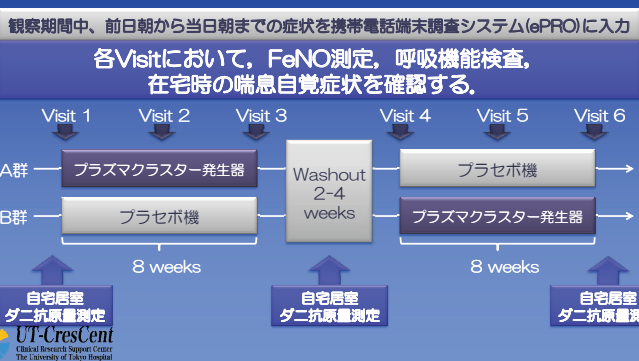 観察期間中、前日朝から当日朝までの症状を携帯電話端末調査システム(ePRO)に入力
各Visitにおいて，FeNO測定，呼吸機能検査，
在宅時の喘息自覚症状を確認する．
Visit 1 Visit 2 Visit 3 Visit 4 Visit 5 Visit 6
A群 プラズマクラスター発生器 プラセボ機
Washout
2-4
weeks
B群 プラセボ機 プラズマクラスター発生器
8 weeks 8 weeks
自宅居室 自宅居室 自宅居室
ダニ抗原量測定 ダニ抗原量測定 ダニ抗原量測
UT-CresCent
Clinical Research Support Center
The University of Tokyo Hospital